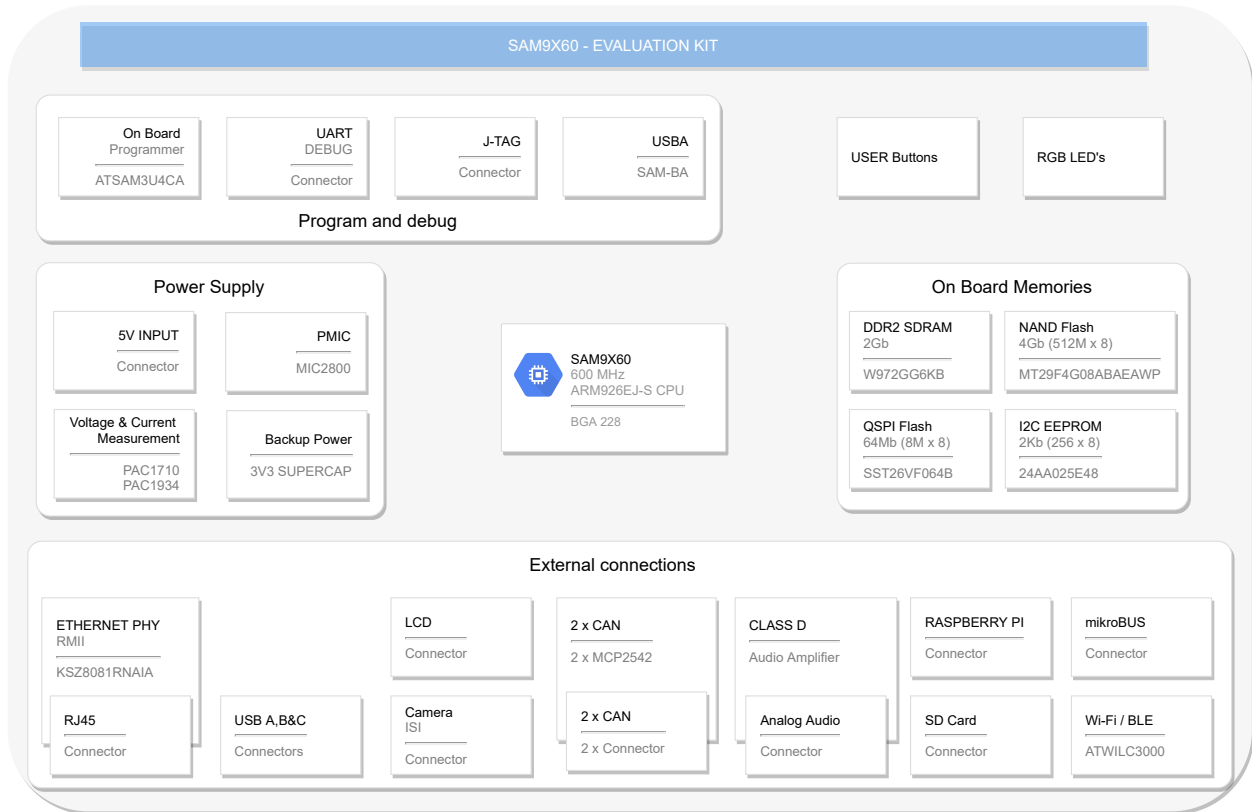 SAM9X60 - EVALUATION KIT
On Board
Programmer
ATSAM3U4CA
UART
DEBUG
Connector
J-TAG
Connector
USBA
SAM-BA
Program and debug
USER Buttons
RGB LED's
Power Supply
5V INPUT
Connector
PMIC
MIC2800
Voltage & Current
Measurement
PAC1710
PAC1934
Backup Power
3V3 SUPERCAP
SAM9X60
600 MHz
ARM926EJ-S CPU
BGA 228
On Board Memories
DDR2 SDRAM
2Gb
W972GG6KB
NAND Flash
4Gb (512M x 8)
MT29F4G08ABAEAWP
QSPI Flash
64Mb (8M x 8)
SST26VF064B
I2C EEPROM
2Kb (256 x 8)
24AA025E48
External connections
ETHERNET PHY
RMII
KSZ8081RNAIA
RJ45
Connector
USB A,B&C
Connectors
LCD
Connector
Camera
ISI
Connector
2 x CAN
2 x MCP2542
2 x CAN
2 x Connector
CLASS D
Audio Amplifier
Analog Audio
Connector
RASPBERRY PI
Connector
SD Card
Connector
mikroBUS
Connector
Wi-Fi / BLE
ATWILC3000